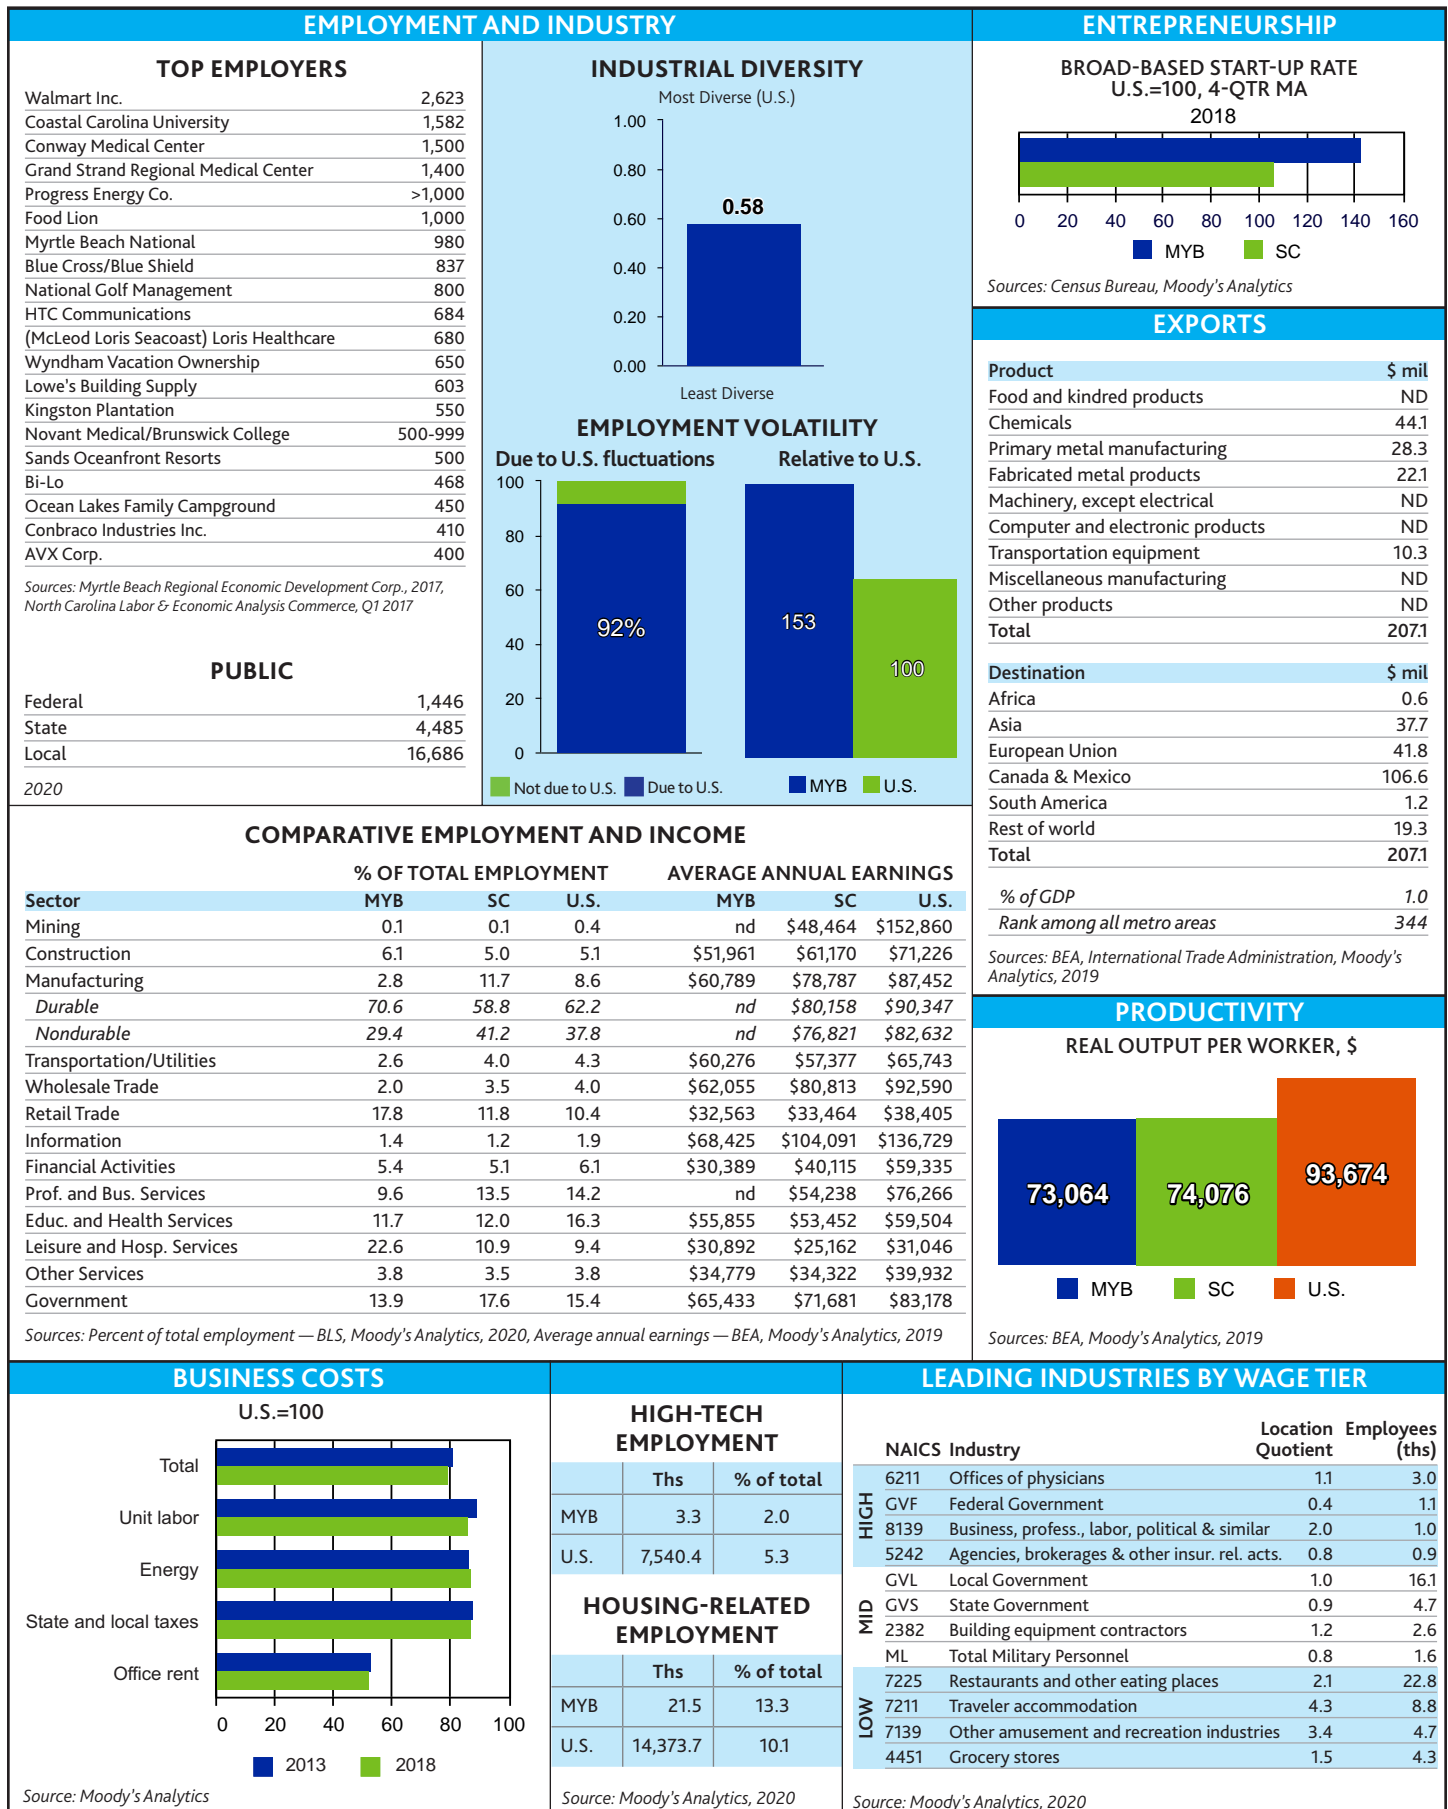 EMPLOYMENT AND INDUSTRY
TOP EMPLOYERS
Walmart Inc. 2,623
Coastal Carolina University 1,582
Conway Medical Center 1,500
Grand Strand Regional Medical Center 1,400
Progress Energy Co. >1,000
Food Lion 1,000
Myrtle Beach National 980
Blue Cross/Blue Shield 837
National Golf Management 800
HTC Communications 684
(McLeod Loris Seacoast) Loris Healthcare 680
Wyndham Vacation Ownership 650
Lowe's Building Supply 603
Kingston Plantation 550
Novant Medical/Brunswick College 500-999
Sands Oceanfront Resorts 500
Bi-Lo 468
Ocean Lakes Family Campground 450
Conbraco Industries Inc. 410
AVX Corp. 400
Sources: Myrtle Beach Regional Economic Development Corp., 2017,
North Carolina Labor & Economic Analysis Commerce, Q1 2017
PUBLIC
Federal 1,446
State 4,485
Local 16,686
2020
INDUSTRIAL DIVERSITY
Most Diverse (U.S.)
1.00
0.80
0.60
0.40
0.20
0.00
0.58
Least Diverse
EMPLOYMENT VOLATILITY
Due to U.S. fluctuations
100
80
60
40
20
0
92%
Not due to U.S. Due to U.S.
Relative to U.S.
153
100
MYB U.S.
COMPARATIVE EMPLOYMENT AND INCOME
% OF TOTAL EMPLOYMENT AVERAGE ANNUAL EARNINGS
Sector MYB SC U.S. MYB SC U.S.
Mining 0.1 0.1 0.4 nd $48,464 $152,860
Construction 6.1 5.0 5.1 $51,961 $61,170 $71,226
Manufacturing 2.8 11.7 8.6 $60,789 $78,787 $87,452
Durable 70.6 58.8 62.2 nd $80,158 $90,347
Nondurable 29.4 41.2 37.8 nd $76,821 $82,632
Transportation/Utilities 2.6 4.0 4.3 $60,276 $57,377 $65,743
Wholesale Trade 2.0 3.5 4.0 $62,055 $80,813 $92,590
Retail Trade 17.8 11.8 10.4 $32,563 $33,464 $38,405
Information 1.4 1.2 1.9 $68,425 $104,091 $136,729
Financial Activities 5.4 5.1 6.1 $30,389 $40,115 $59,335
Prof. and Bus. Services 9.6 13.5 14.2 nd $54,238 $76,266
Educ. and Health Services 11.7 12.0 16.3 $55,855 $53,452 $59,504
Leisure and Hosp. Services 22.6 10.9 9.4 $30,892 $25,162 $31,046
Other Services 3.8 3.5 3.8 $34,779 $34,322 $39,932
Government 13.9 17.6 15.4 $65,433 $71,681 $83,178
Sources: Percent of total employment — BLS, Moody's Analytics, 2020, Average annual earnings — BEA, Moody's Analytics, 2019
ENTREPRENEURSHIP
BROAD-BASED START-UP RATE
U.S.=100, 4-QTR MA
2018
0 20 40 60 80 100 120 140 160
MYB SC
Sources: Census Bureau, Moody's Analytics
EXPORTS
Product $ mil
Food and kindred products ND
Chemicals 44.1
Primary metal manufacturing 28.3
Fabricated metal products 22.1
Machinery, except electrical ND
Computer and electronic products ND
Transportation equipment 10.3
Miscellaneous manufacturing ND
Other products ND
Total 207.1
Destination $ mil
Africa 0.6
Asia 37.7
European Union 41.8
Canada & Mexico 106.6
South America 1.2
Rest of world 19.3
Total 207.1
% of GDP 1.0
Rank among all metro areas 344
Sources: BEA, International Trade Administration, Moody's
Analytics, 2019
PRODUCTIVITY
REAL OUTPUT PER WORKER, $
73,064 74,076 93,674
MYB SC U.S.
Sources: BEA, Moody's Analytics, 2019
BUSINESS COSTS
U.S.=100
Total
Unit labor
Energy
State and local taxes
Office rent
0 20 40 60 80 100
2013 2018
Source: Moody's Analytics
HIGH-TECH
EMPLOYMENT
Ths % of total
MYB 3.3 2.0
U.S. 7,540.4 5.3
HOUSING-RELATED
EMPLOYMENT
Ths % of total
MYB 21.5 13.3
U.S. 14,373.7 10.1
Source: Moody's Analytics, 2020
LEADING INDUSTRIES BY WAGE TIER
Location Employees
NAICS Industry Quotient (ths)
HIGH
6211 Offices of physicians 1.1 3.0
GVF Federal Government 0.4 1.1
8139 Business, profess., labor, political & similar 2.0 1.0
5242 Agencies, brokerages & other insur. rel. acts. 0.8 0.9
MID
GVL Local Government 1.0 16.1
GVS State Government 0.9 4.7
2382 Building equipment contractors 1.2 2.6
ML Total Military Personnel 0.8 1.6
LOW
7225 Restaurants and other eating places 2.1 22.8
7211 Traveler accommodation 4.3 8.8
7139 Other amusement and recreation industries 3.4 4.7
4451 Grocery stores 1.5 4.3
Source: Moody's Analytics, 2020